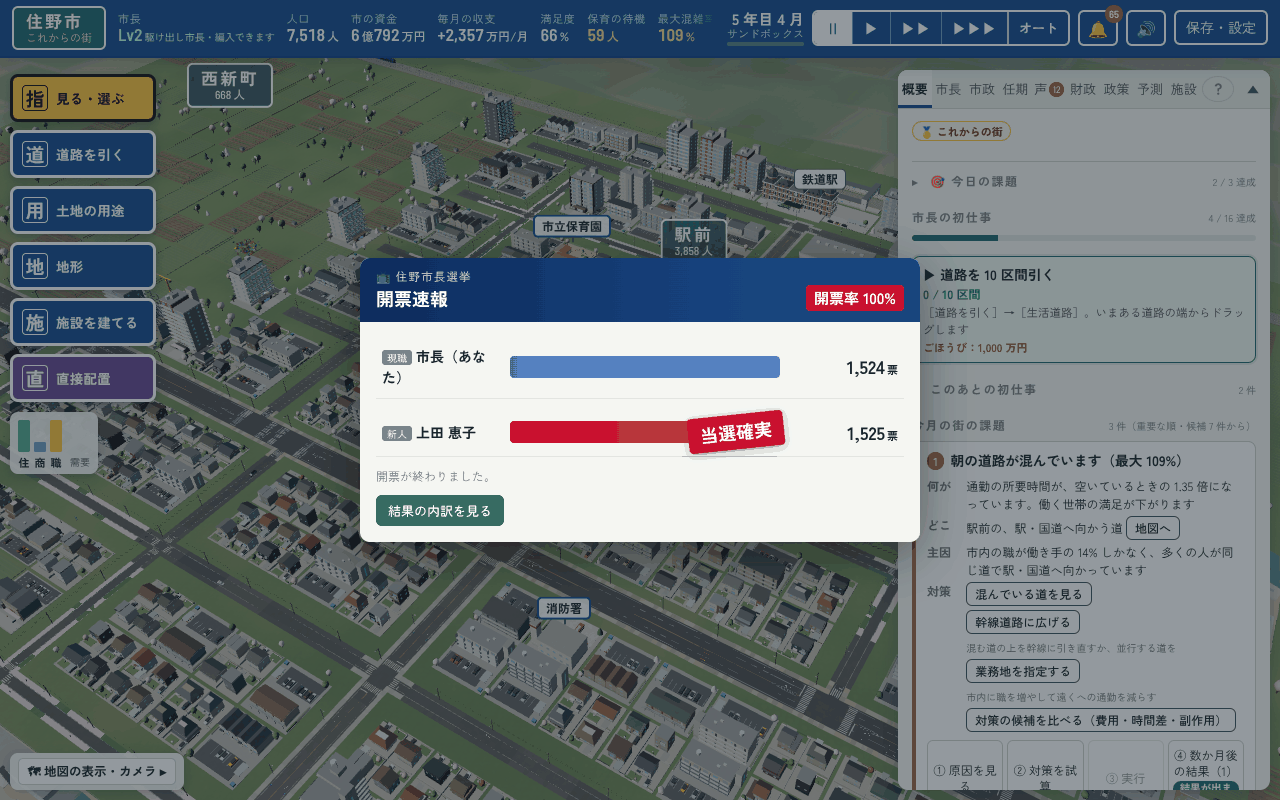 住野市
これからの街
市長
Lv2 駆け出し市長・編入できます
人口
7,518 人
市の資金
6 億 792 万円
毎月の収支
+2,357 万円/月
満足度
66 %
保育の待機
59 人
最大混雑
109 %
5 年目 4 月
サンドボックス
オート
85
保存・設定
指 見る・選ぶ
道 道路を引く
用 土地の用途
地 地形
施 施設を建てる
直 直接配置
住 商 職 需要
西新町
668 人
鉄道駅
市立保育園
駅前
3,858 人
消防署
地図の表示・カメラ ▸
住野市長選挙
開票速報
開票率 100%
現職 市長（あなた）
1,524 票
新人 上田 恵子
当選確実
1,525 票
開票が終わりました。
結果の内訳を見る
概要 市長 市政 任期 声 12 財政 政策 予測 施設 ?
これからの街
今日の課題
2 / 3 達成
市長の初仕事
4 / 16 達成
▶ 道路を 10 区間引く
0 / 10 区間
［道路を引く］→［生活道路］。いまある道路の端からドラッグします
ごほうび：1,000 万円
このあとの初仕事
2 件
月の街の課題
3 件（重要な順・候補 7 件から）
1 朝の道路が混んでいます（最大 109%）
何が 通勤の所要時間が、空いているときの 1.35 倍になっています。働く世帯の満足が下がります
どこ 駅前の、駅・国道へ向かう道 地図へ
主因 市内の職が働き手の 14% しかなく、多くの人が同じ道で駅・国道へ向かっています
対策 混んでいる道を見る
幹線道路に広げる
混む道の上を幹線に引き直すか、並行する道を
業務地を指定する
市内に職を増やして遠くへの通勤を減らす
対策の候補を比べる（費用・時間差・副作用）
① 原因を見る
② 対策を試算
③ 実行
④ 数か月後の結果（1）
結果が出ま